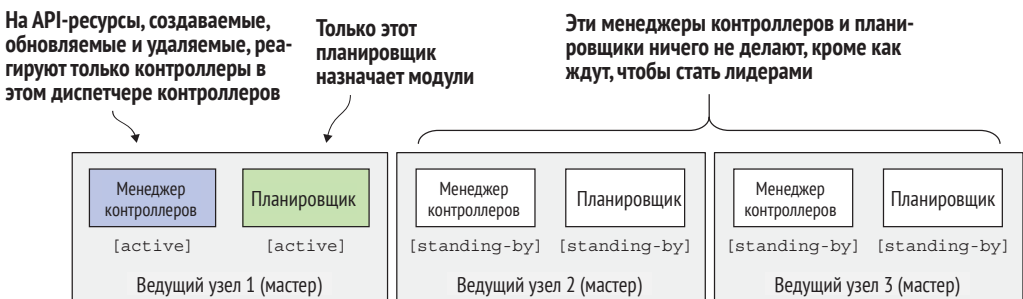 На API-ресурсы, создаваемые,
обновляемые и удаляемые, реа-
гируют только контроллеры в
этом диспетчере контроллеров
Только этот
планировщик
назначает модули
Эти менеджеры контроллеров и плани-
ровщики ничего не делают, кроме как
ждут, чтобы стать лидерами
Менеджер
контроллеров
[active]
Планировщик
[active]
Ведущий узел 1 (мастер)
Менеджер
контроллеров
[standing-by]
Планировщик
[standing-by]
Ведущий узел 2 (мастер)
Менеджер
контроллеров
[standing-by]
Планировщик
[standing-by]
Ведущий узел 3 (мастер)